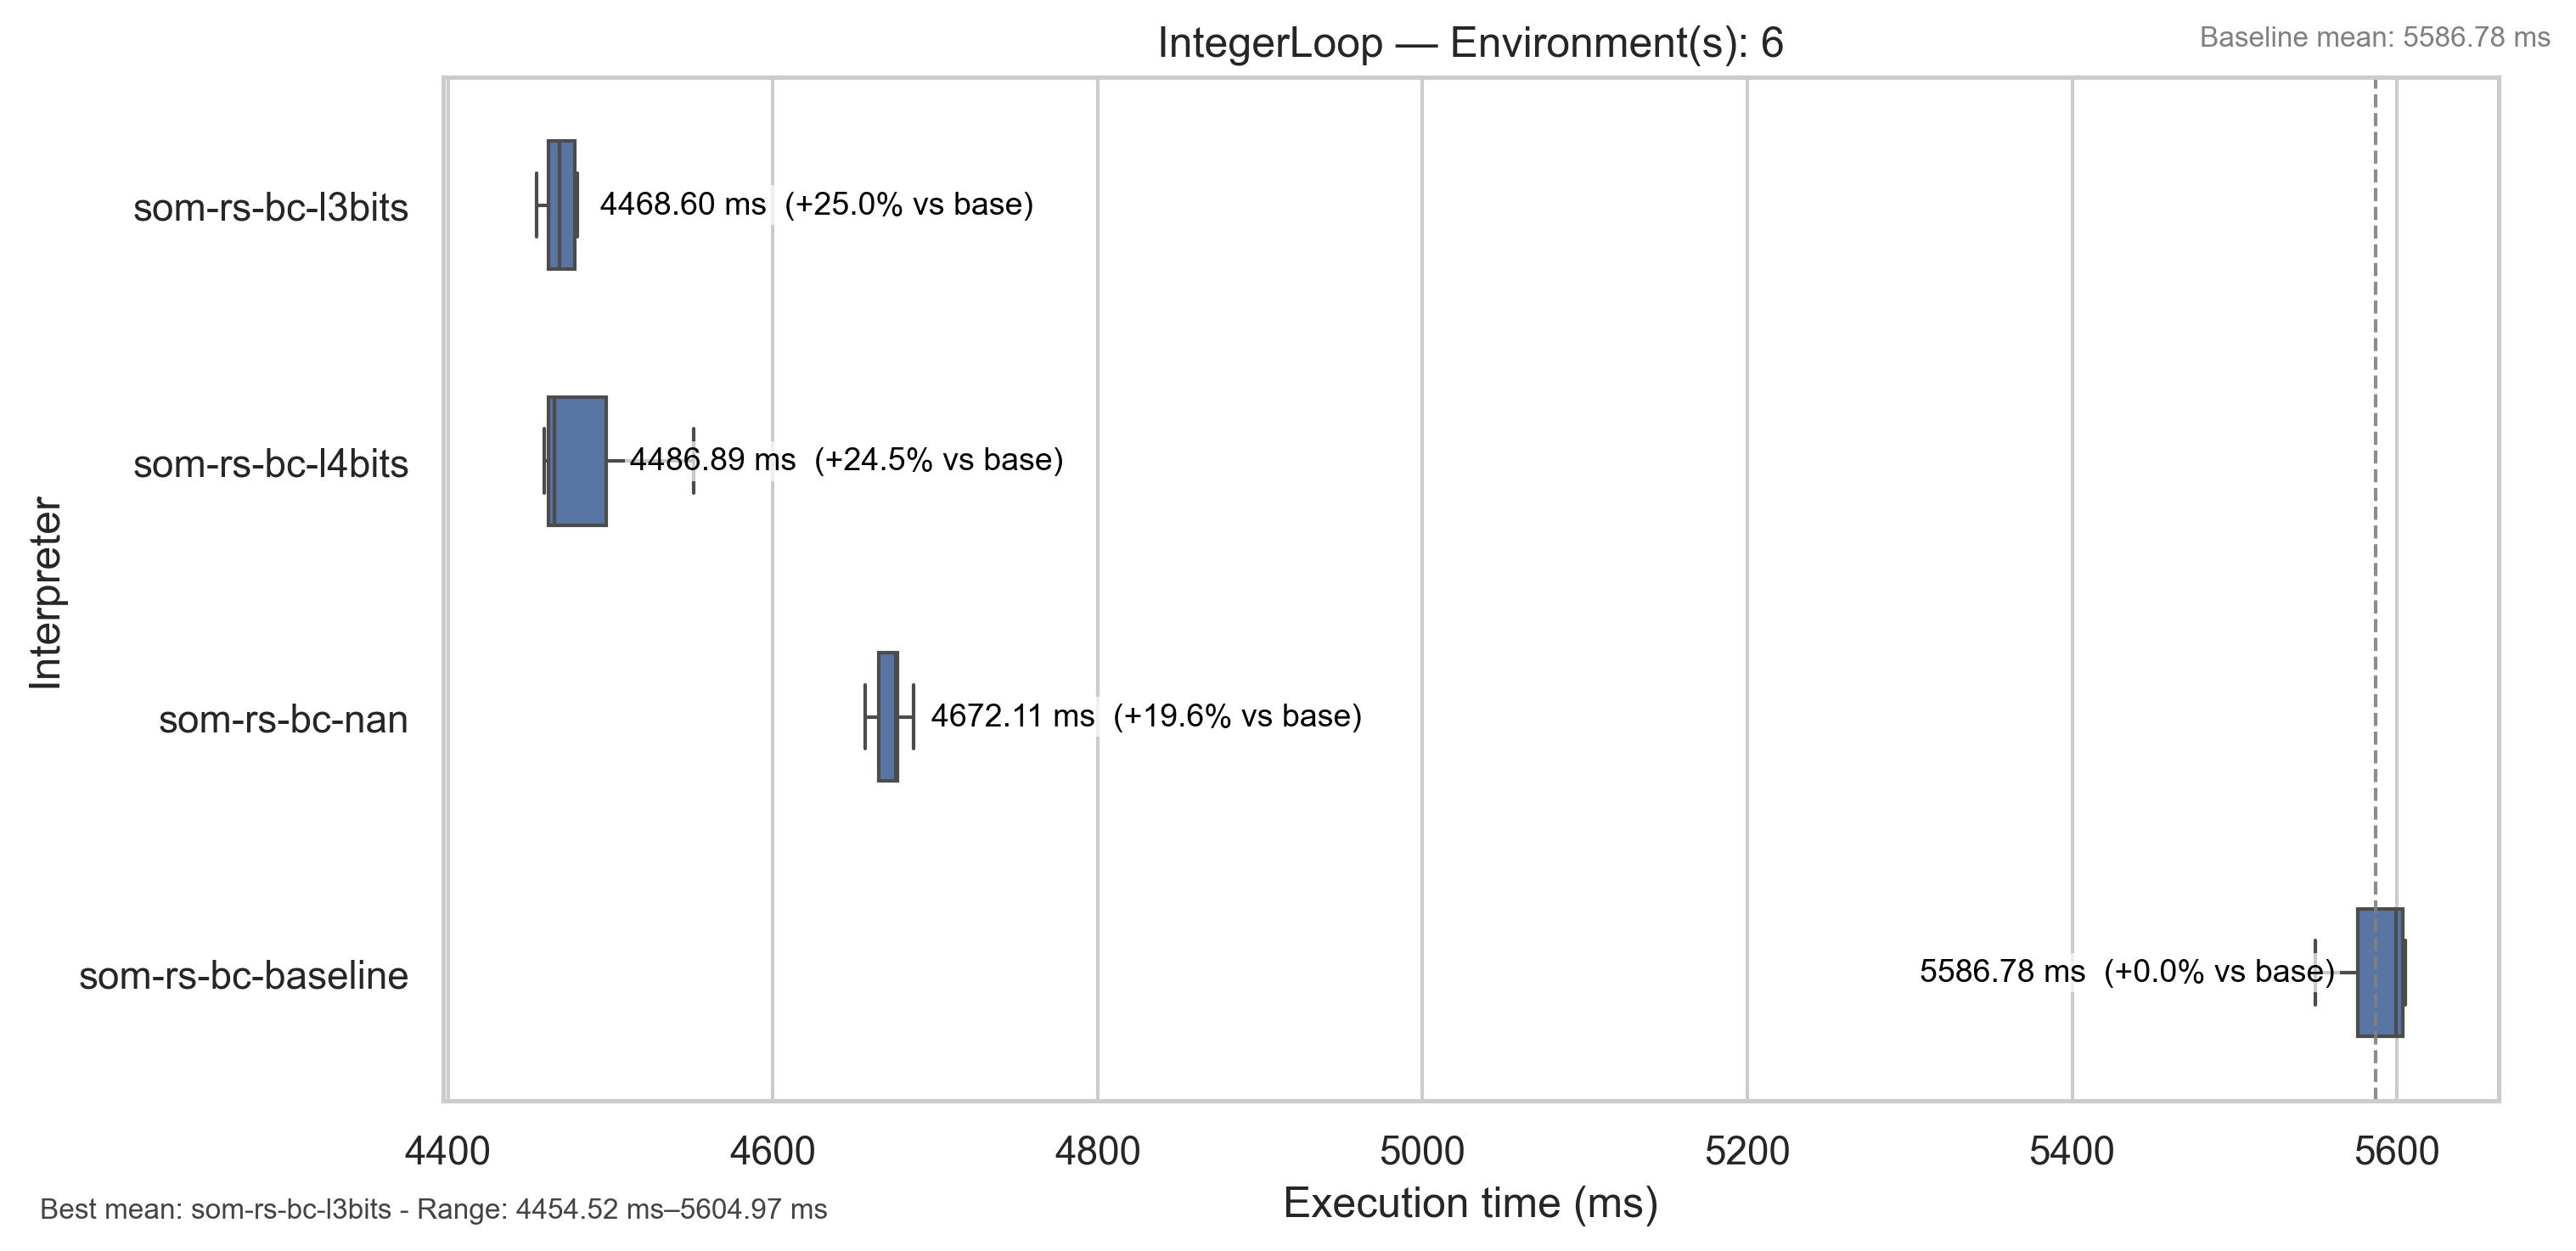 IntegerLoop — Environment(s): 6
Baseline mean: 5586.78 ms
Interpreter
som-rs-bc-l3bits
4468.60 ms (+25.0% vs base)
som-rs-bc-l4bits
4486.89 ms (+24.5% vs base)
som-rs-bc-nan
4672.11 ms (+19.6% vs base)
som-rs-bc-baseline
5586.78 ms (+0.0% vs base)
4400 4600 4800 5000 5200 5400 5600
Execution time (ms)
Best mean: som-rs-bc-l3bits - Range: 4454.52 ms–5604.97 ms